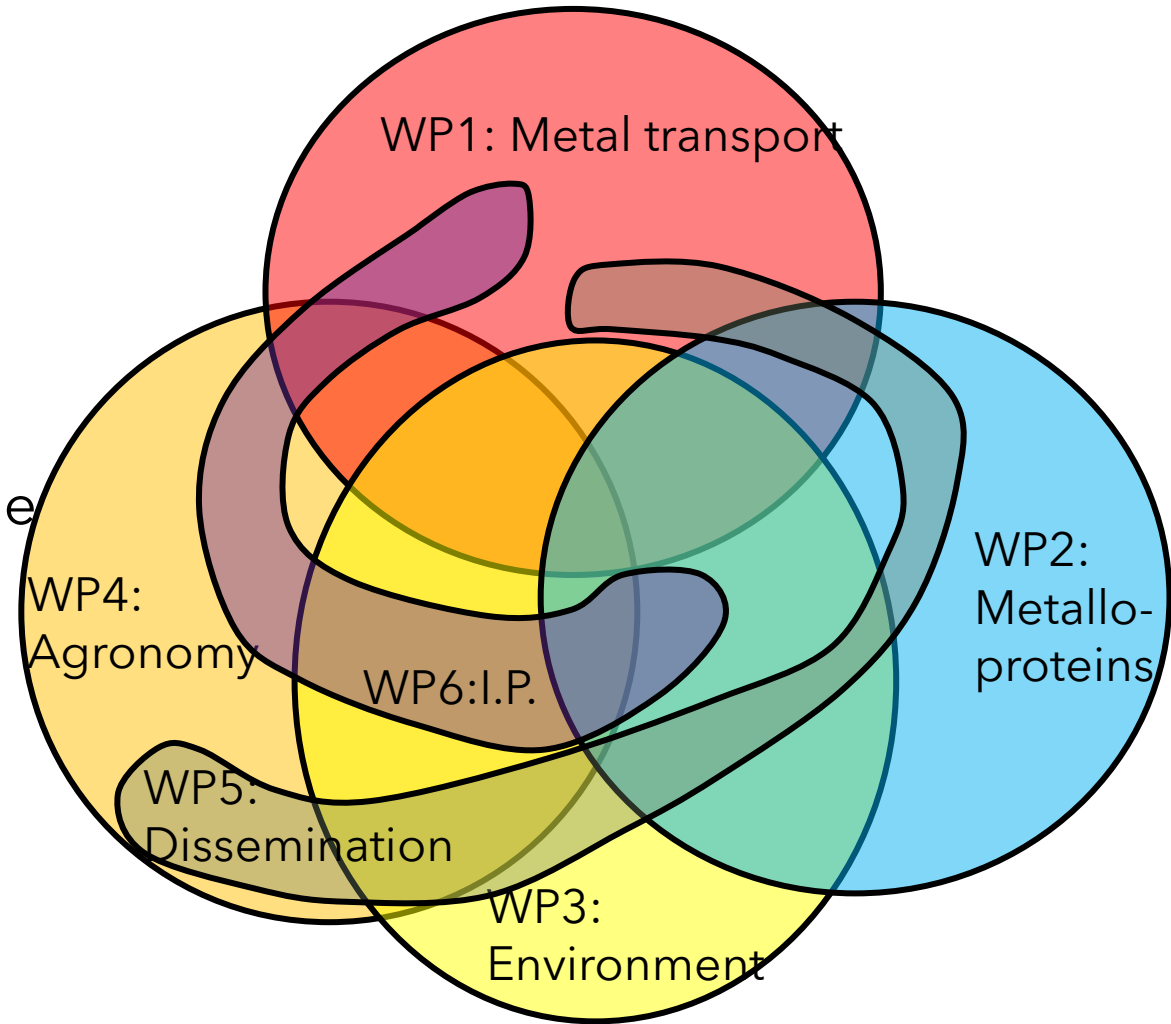 WP1: Metal transport
e
WP2:
Metallo-
proteins
WP4:
Agronomy
WP6:I.P.
WP5:
Dissemination
WP3:
Environment